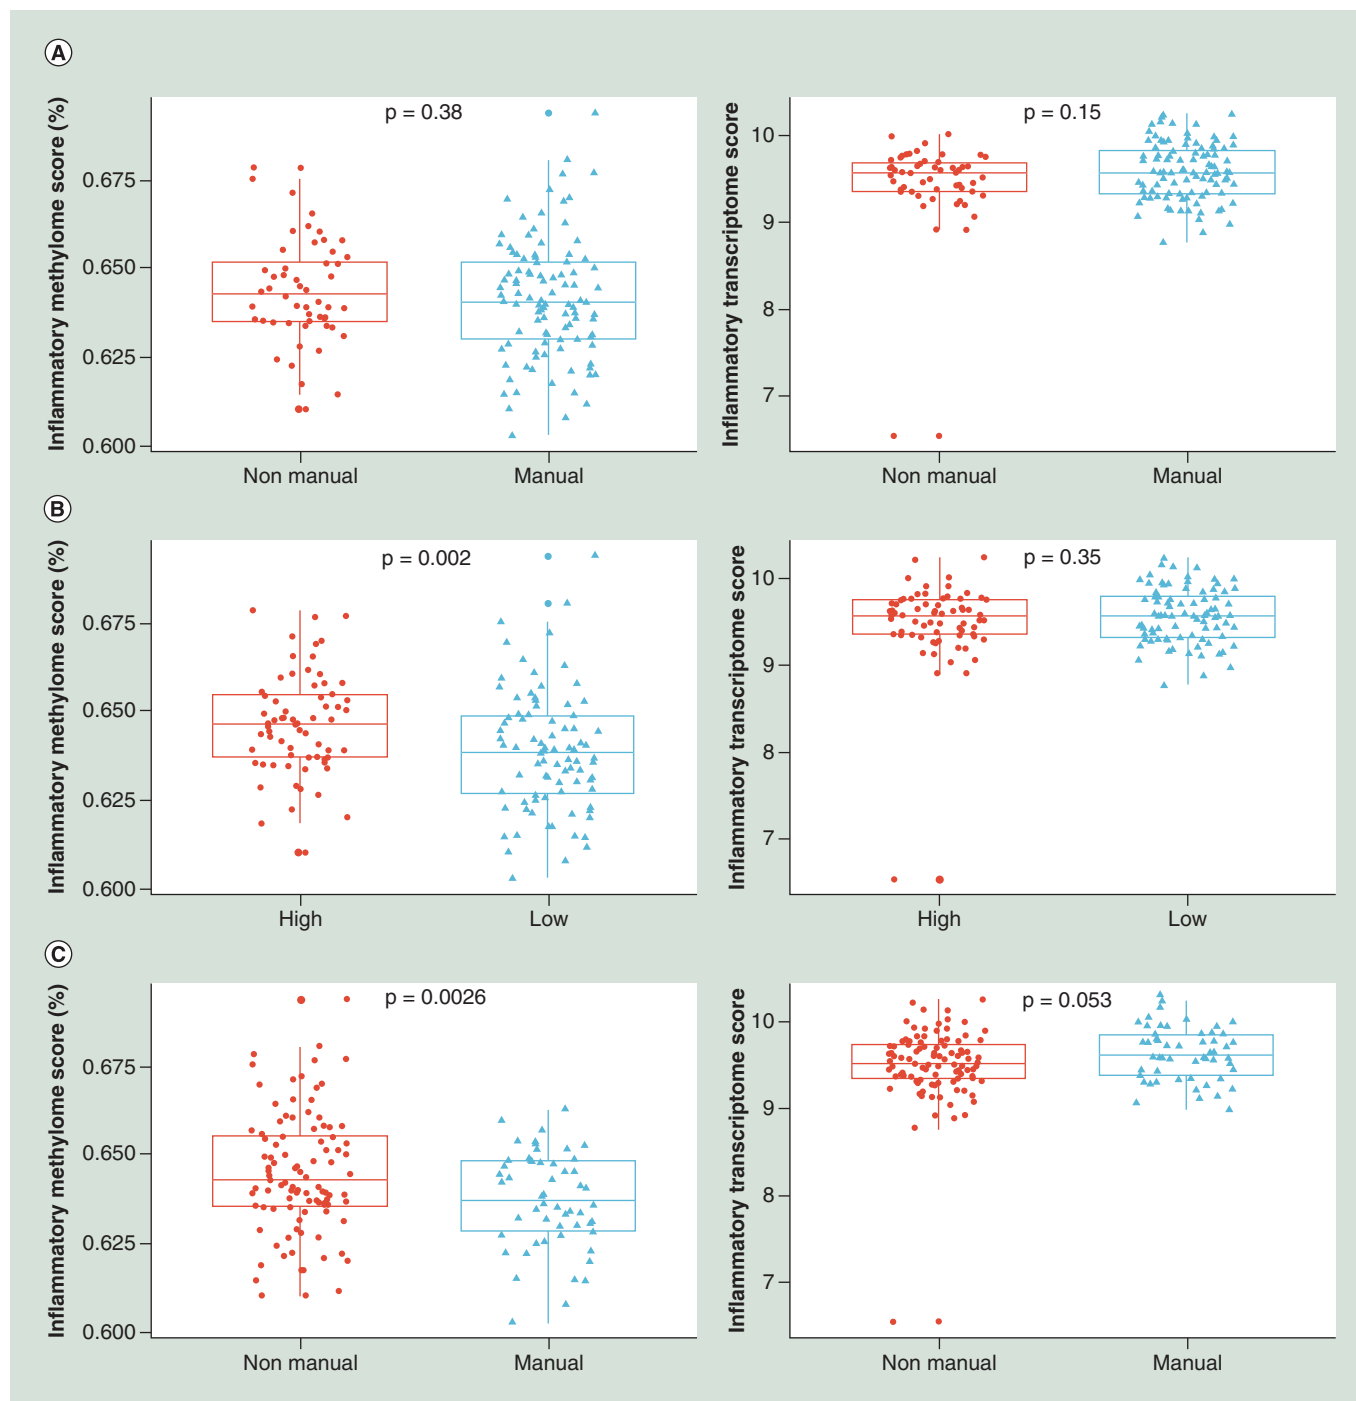 A
Inflammatory methylome score (%)
p = 0.38
0.675
0.650
0.625
0.600
Non manual
Manual
Inflammatory transcriptome score
p = 0.15
10
9
8
7
Non manual
Manual
B
Inflammatory methylome score (%)
p = 0.002
0.675
0.650
0.625
0.600
High
Low
Inflammatory transcriptome score
p = 0.35
10
9
8
7
High
Low
C
Inflammatory methylome score (%)
p = 0.0026
0.675
0.650
0.625
0.600
Non manual
Manual
Inflammatory transcriptome score
p = 0.053
10
9
8
7
Non manual
Manual